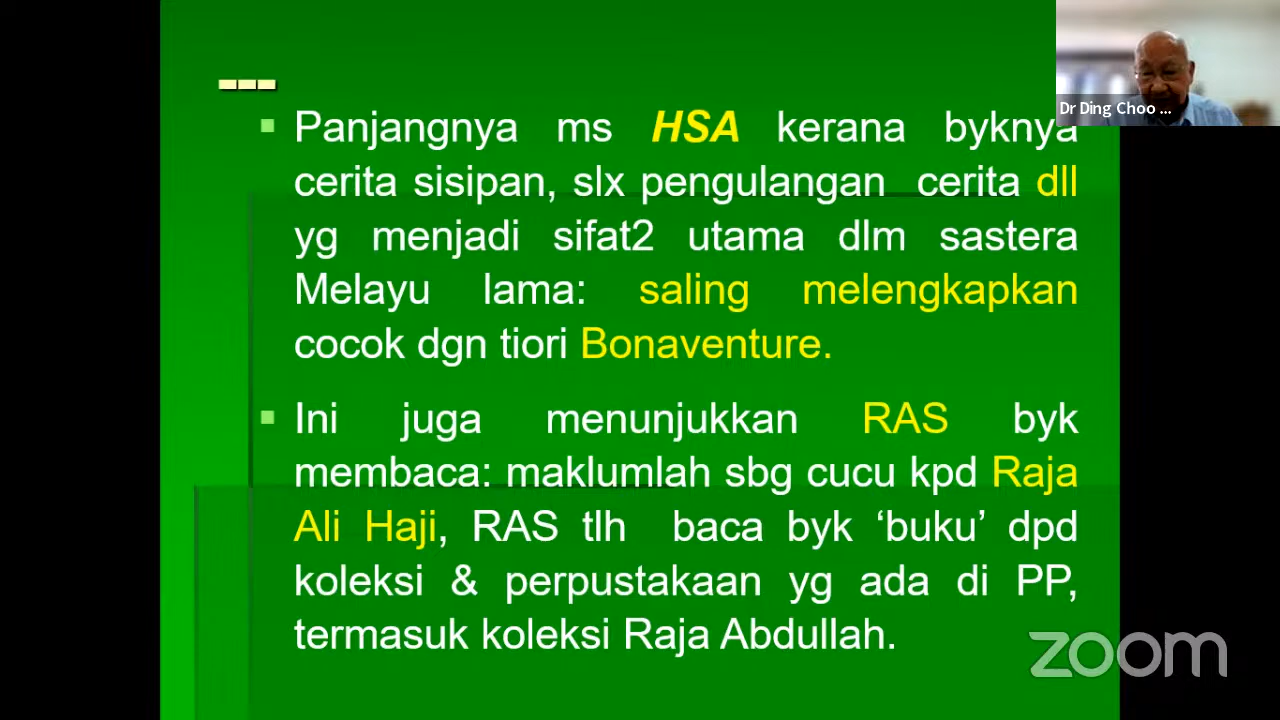 ---
Dr Ding Choo ...
Panjangnya ms HSA kerana byknya
cerita sisipan, slx pengulangan cerita dll
yg menjadi sifat2 utama dlm sastera
Melayu lama: saling melengkapkan
cocok dgn tiori Bonaventure.
Ini juga menunjukkan RAS byk
membaca: maklumlah sbg cucu kpd Raja
Ali Haji, RAS tlh baca byk ‘buku’ dpd
koleksi & perpustakaan yg ada di PP,
termasuk koleksi Raja Abdullah.
zoom